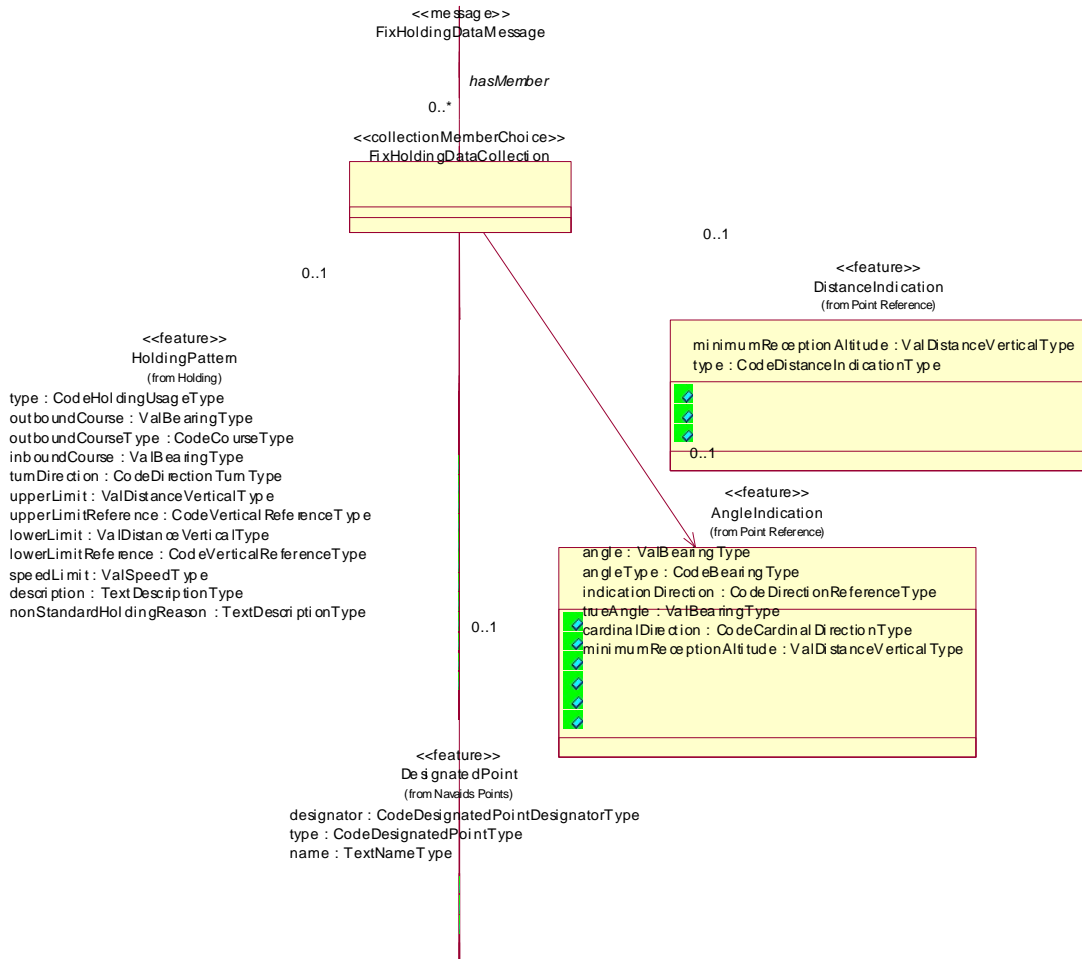 <<message>>
FixHoldingDataMessage
hasMember
0..*
<<collectionMemberChoice>>
FixHoldingDataCollection
0..1
0..1
<<feature>>
DistanceIndication
(from Point Reference)
minimumReceptionAltitude : ValDistanceVerticalType
type : CodeDistanceIndicationType
<<feature>>
HoldingPattern
(from Holding)
type : CodeHoldingUsageType
outboundCourse : ValBearingType
outboundCourseType : CodeCourseType
inboundCourse : ValBearingType
turnDirection : CodeDirectionTurnType
upperLimit : ValDistanceVerticalType
upperLimitReference : CodeVerticalReferenceType
lowerLimit : ValDistanceVerticalType
lowerLimitReference : CodeVerticalReferenceType
speedLimit : ValSpeedType
description : TextDescriptionType
nonStandardHoldingReason : TextDescriptionType
0..1
<<feature>>
AngleIndication
(from Point Reference)
angle : ValBearingType
angleType : CodeBearingType
indicationDirection : CodeDirectionReferenceType
trueAngle : ValBearingType
cardinalDirection : CodeCardinalDirectionType
minimumReceptionAltitude : ValDistanceVerticalType
0..1
<<feature>>
DesignatedPoint
(from Navaids Points)
designator : CodeDesignatedPointDesignatorType
type : CodeDesignatedPointType
name : TextNameType